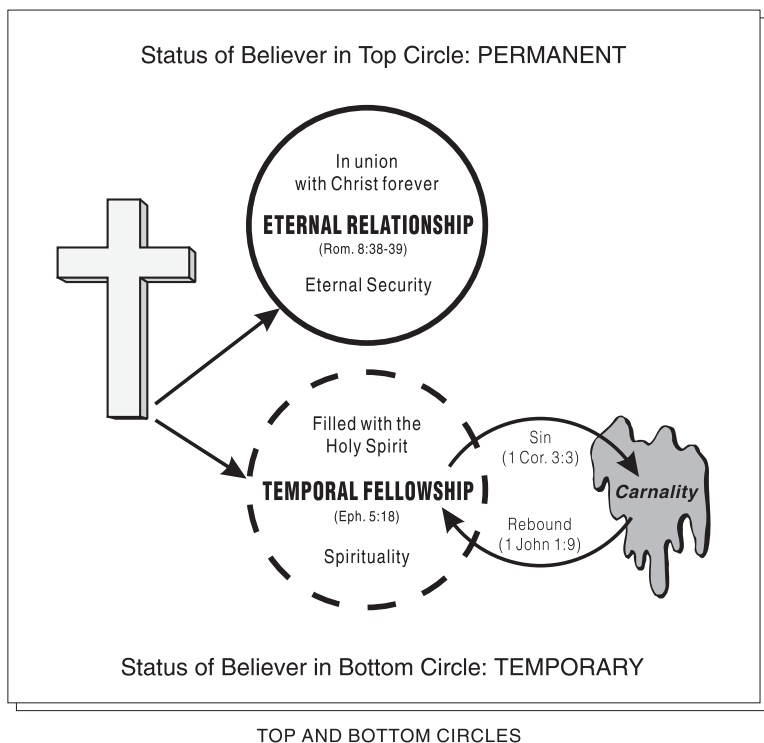 Status of Believer in Top Circle: PERMANENT
In union
with Christ forever
ETERNAL RELATIONSHIP
(Rom. 8:38-39)
Eternal Security
Filled with the
Holy Spirit
TEMPORAL FELLOWSHIP
(Eph. 5:18)
Spirituality
Sin
(1 Cor. 3:3)
Carnality
Rebound
(1 John 1:9)
Status of Believer in Bottom Circle: TEMPORARY
TOP AND BOTTOM CIRCLES